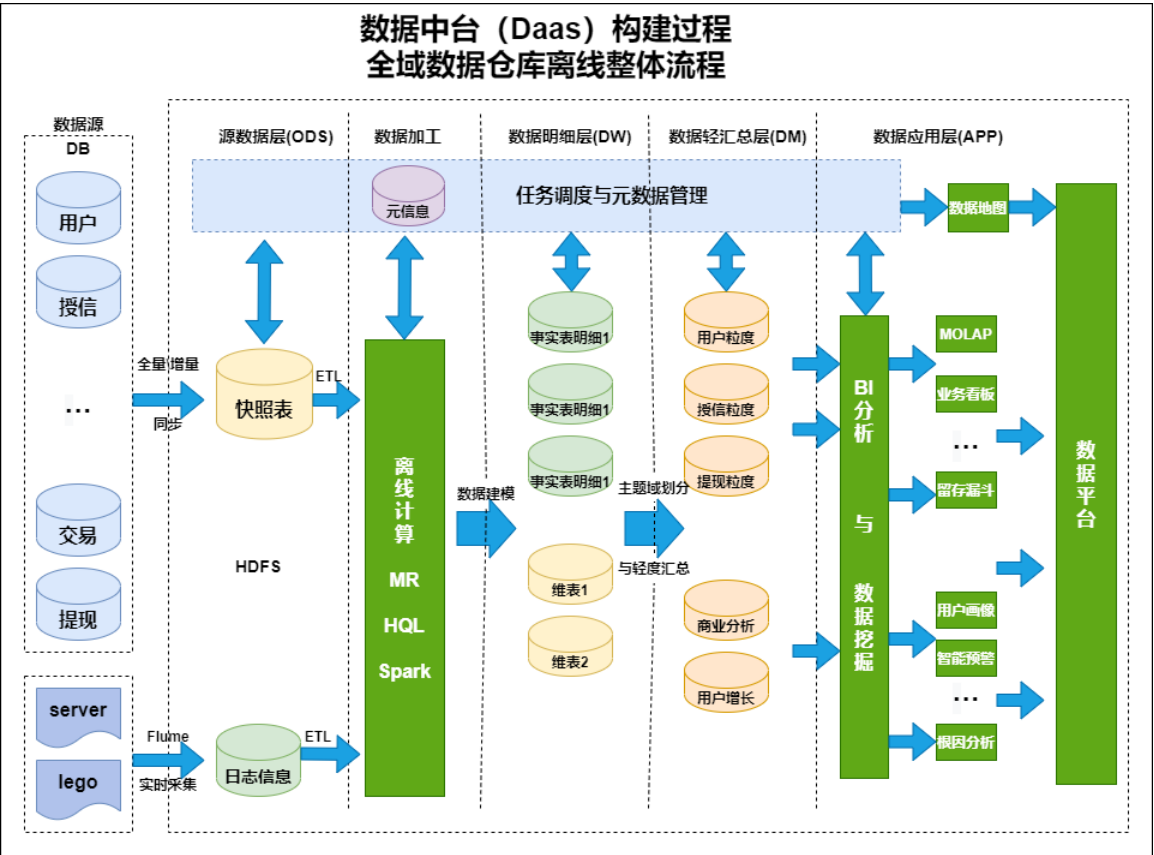 数据中台（Daas）构建过程
全域数据仓库离线整体流程
数据源
DB
用户
授信
...
交易
提现
server
lego
全量 增量
同步
Flume
实时采集
源数据层(ODS)
快照表
HDFS
日志信息
ETL
ETL
数据加工
元信息
任务调度与元数据管理
离线计算
MR
HQL
Spark
数据建模
数据明细层(DW)
事实表明细1
事实表明细1
事实表明细1
维表1
维表2
主题域划分
与轻度汇总
数据轻汇总层(DM)
用户粒度
授信粒度
提现粒度
商业分析
用户增长
数据应用层(APP)
BI分析
与
数据挖掘
数据地图
MOLAP
业务看板
...
留存漏斗
用户画像
智能预警
...
根因分析
数据平台